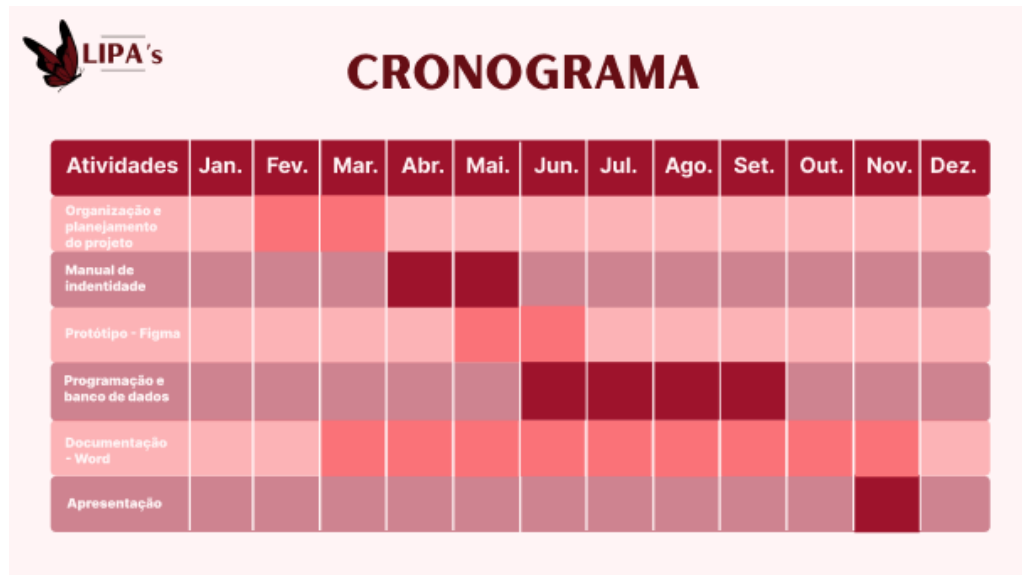 LIPA's
CRONOGRAMA
Atividades Jan. Fev. Mar. Abr. Mai. Jun. Jul. Ago. Set. Out. Nov. Dez.
Organização e
planejamento
do projeto
Manual de
indentidade
Protótipo - Figma
Programação e
banco de dados
Documentação
- Word
Apresentação